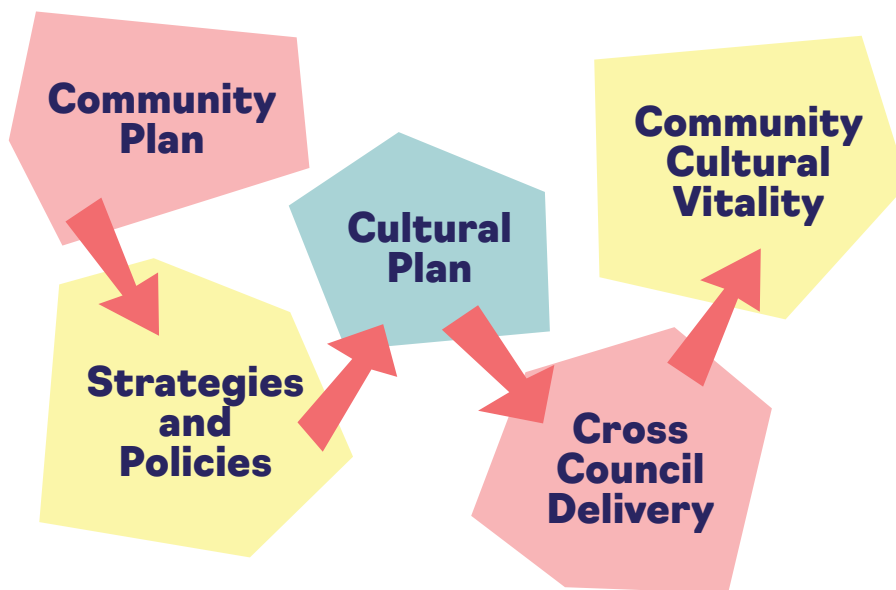 Community
Plan
Strategies
and
Policies
Cultural
Plan
Cross
Council
Delivery
Community
Cultural
Vitality